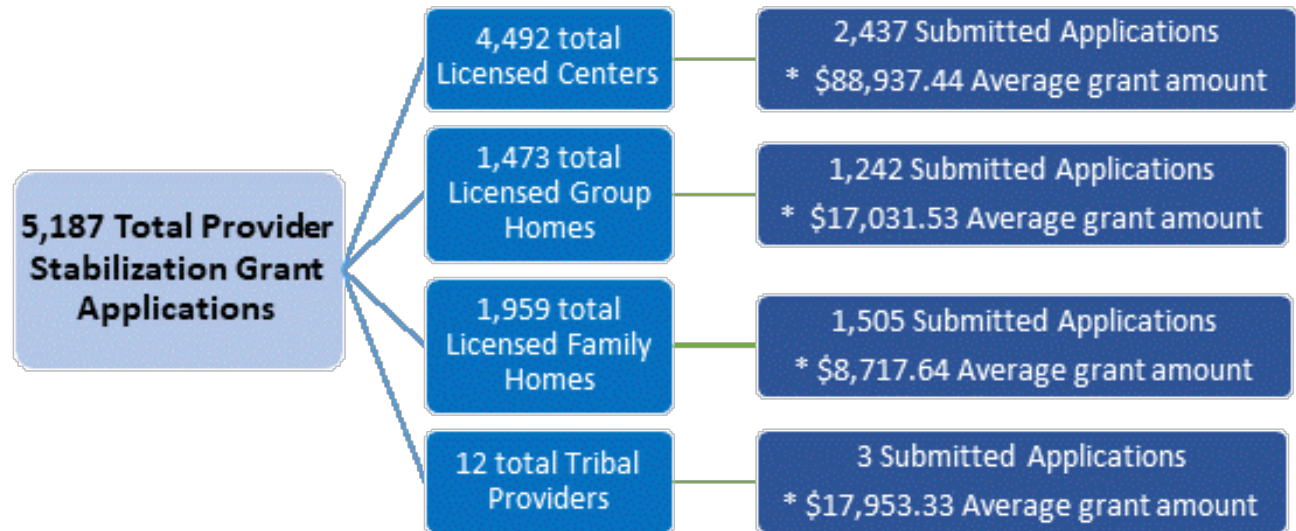 5,187 Total Provider
Stabilization Grant
Applications
4,492 total
Licensed Centers
2,437 Submitted Applications
* $88,937.44 Average grant amount
1,473 total
Licensed Group
Homes
1,242 Submitted Applications
* $17,031.53 Average grant amount
1,959 total
Licensed Family
Homes
1,505 Submitted Applications
* $8,717.64 Average grant amount
12 total Tribal
Providers
3 Submitted Applications
* $17,953.33 Average grant amount